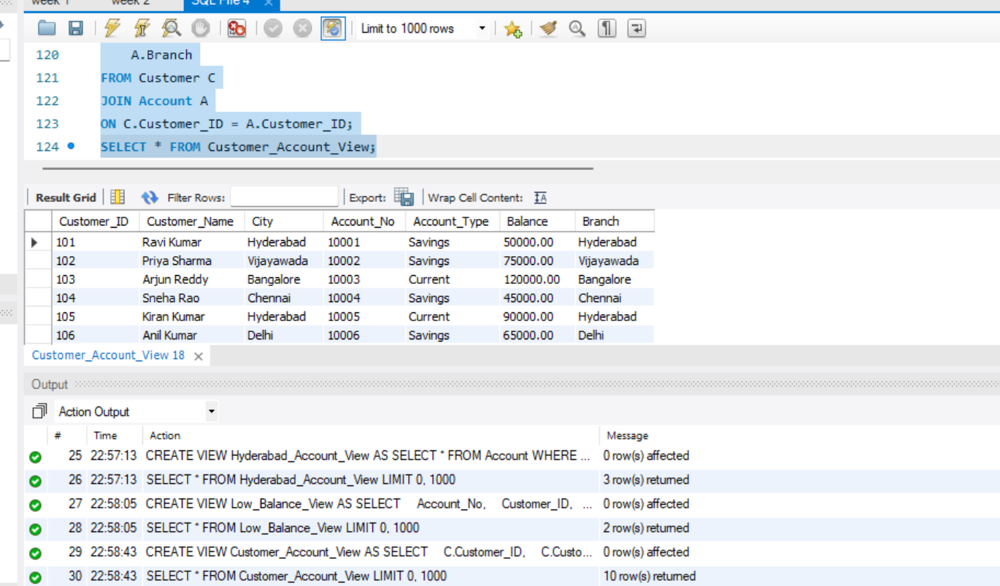 week 1 week 2 SQL File 4
Limit to 1000 rows
120 A.Branch
121 FROM Customer C
122 JOIN Account A
123 ON C.Customer_ID = A.Customer_ID;
124 SELECT * FROM Customer_Account_View;
Result Grid Filter Rows: Export: Wrap Cell Content: IA
Customer_ID Customer_Name City Account_No Account_Type Balance Branch
101 Ravi Kumar Hyderabad 10001 Savings 50000.00 Hyderabad
102 Priya Sharma Vijayawada 10002 Savings 75000.00 Vijayawada
103 Arjun Reddy Bangalore 10003 Current 120000.00 Bangalore
104 Sneha Rao Chennai 10004 Savings 45000.00 Chennai
105 Kiran Kumar Hyderabad 10005 Current 90000.00 Hyderabad
106 Anil Kumar Delhi 10006 Savings 65000.00 Delhi
Customer_Account_View 18
Output
Action Output
# Time Action Message
25 22:57:13 CREATE VIEW Hyderabad_Account_View AS SELECT * FROM Account WHERE ... 0 row(s) affected
26 22:57:13 SELECT * FROM Hyderabad_Account_View LIMIT 0, 1000 3 row(s) returned
27 22:58:05 CREATE VIEW Low_Balance_View AS SELECT Account_No, Customer_ID, ... 0 row(s) affected
28 22:58:05 SELECT * FROM Low_Balance_View LIMIT 0, 1000 2 row(s) returned
29 22:58:43 CREATE VIEW Customer_Account_View AS SELECT C.Customer_ID, C.Custo... 0 row(s) affected
30 22:58:43 SELECT * FROM Customer_Account_View LIMIT 0, 1000 10 row(s) returned